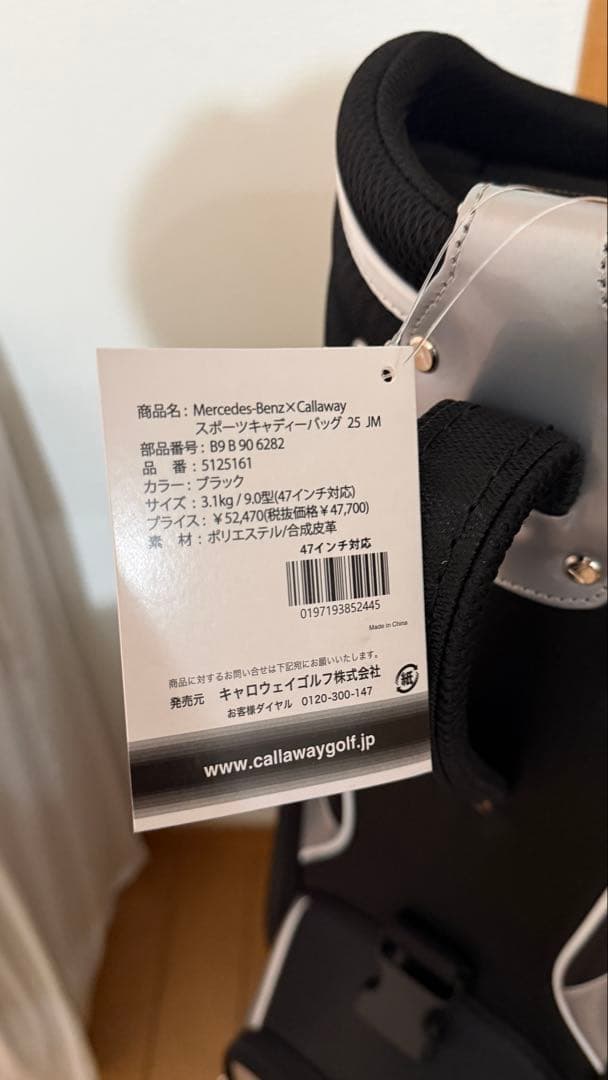 商品名：Mercedes-Benz×Callaway
スポーツキャディーバッグ 25 JM
部品番号：B9 B 90 6282
品　番：5125161
カラー：ブラック
サイズ：3.1kg / 9.0型(47インチ対応)
プライス：￥52,470(税抜価格￥47,700)
素　材：ポリエステル/合成皮革
47インチ対応
0197193852445
Made in China
商品に対するお問い合せは下記宛にお願いいたします。
発売元　キャロウェイゴルフ株式会社
お客様ダイヤル　0120-300-147
紙
www.callawaygolf.jp